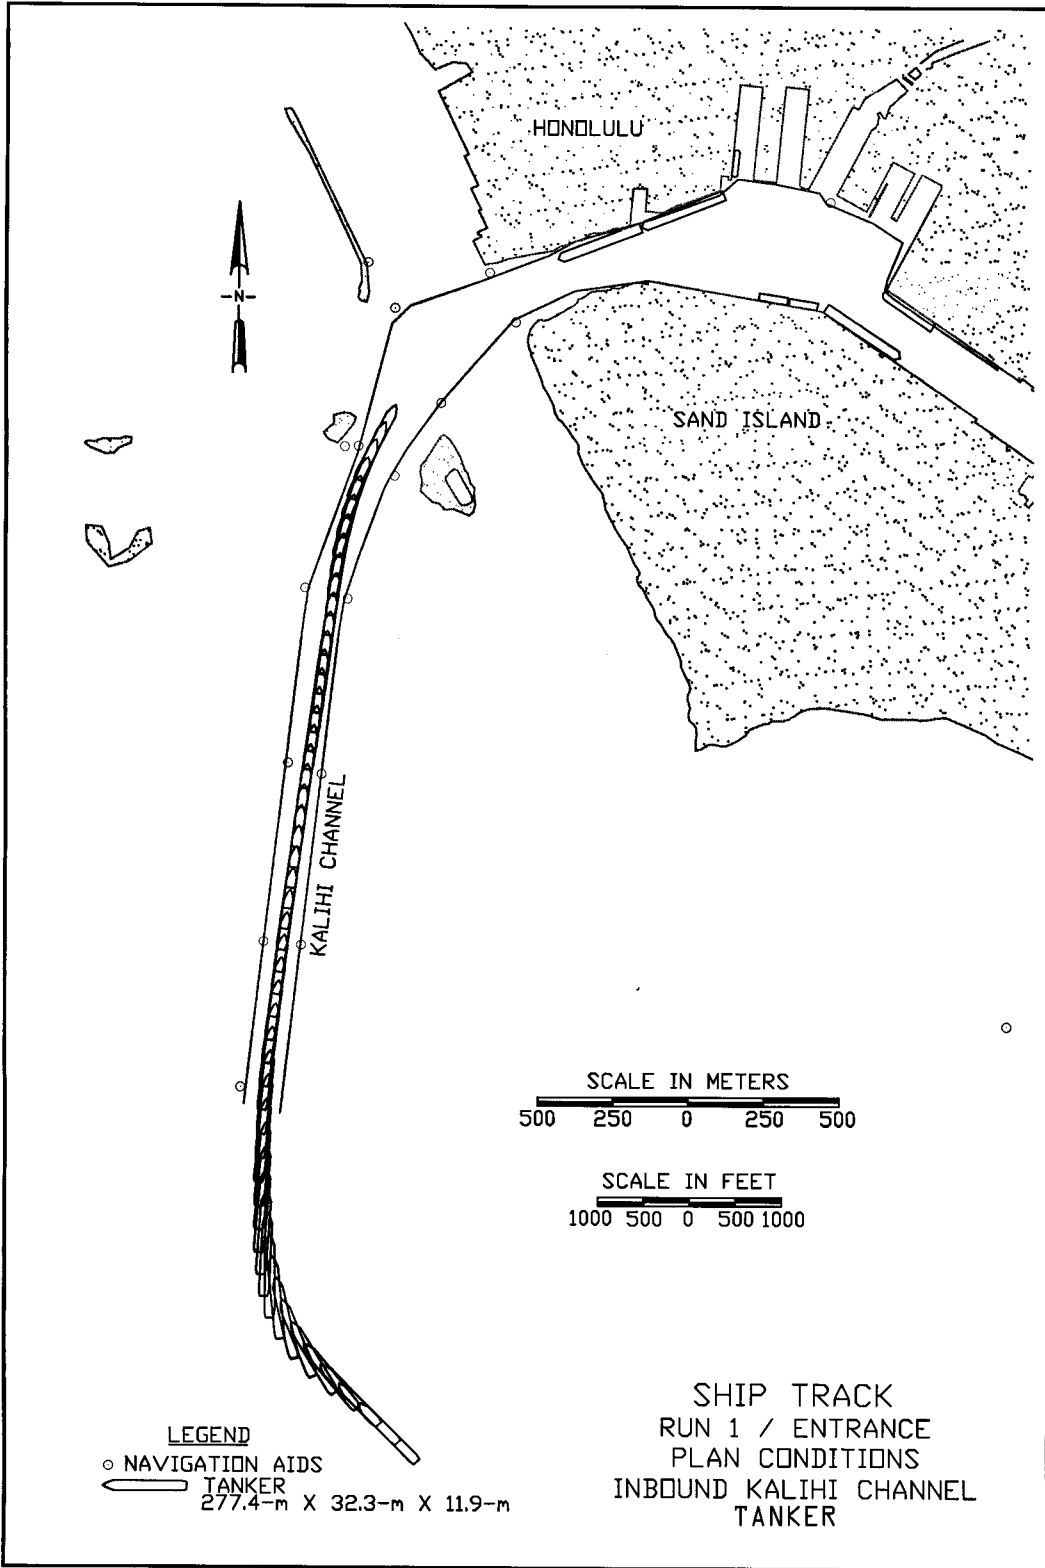 HONOLULU
-N-
SAND ISLAND
KALIHI CHANNEL
SCALE IN METERS
500 250 0 250 500
SCALE IN FEET
1000 500 0 500 1000
SHIP TRACK
RUN 1 / ENTRANCE
PLAN CONDITIONS
INBOUND KALIHI CHANNEL
TANKER
LEGEND
NAVIGATION AIDS
TANKER
277.4-m X 32.3-m X 11.9-m